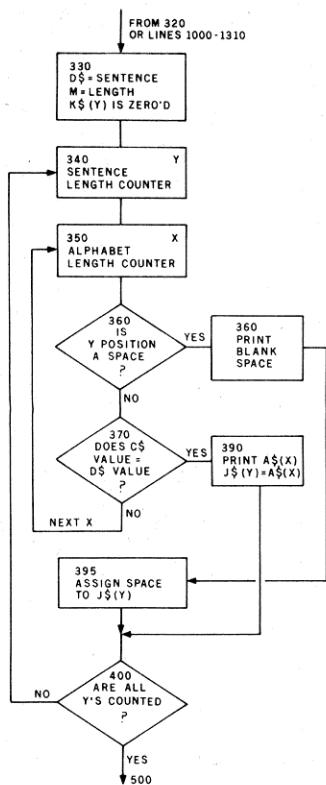 FROM 320
OR LINES 1000-1310
330
D$=SENTENCE
M=LENGTH
K$(Y) IS ZERO'D
340 Y
SENTENCE
LENGTH COUNTER
350 X
ALPHABET
LENGTH COUNTER
360
IS
Y POSITION
A SPACE
?
YES
360
PRINT
BLANK
SPACE
NO
370
DOES C$
VALUE =
D$ VALUE
?
YES
390
PRINT A$(X)
J$(Y)=A$(X)
NO
NEXT X
395
ASSIGN SPACE
TO J$(Y)
400
ARE ALL
Y'S COUNTED
?
NO
YES
500